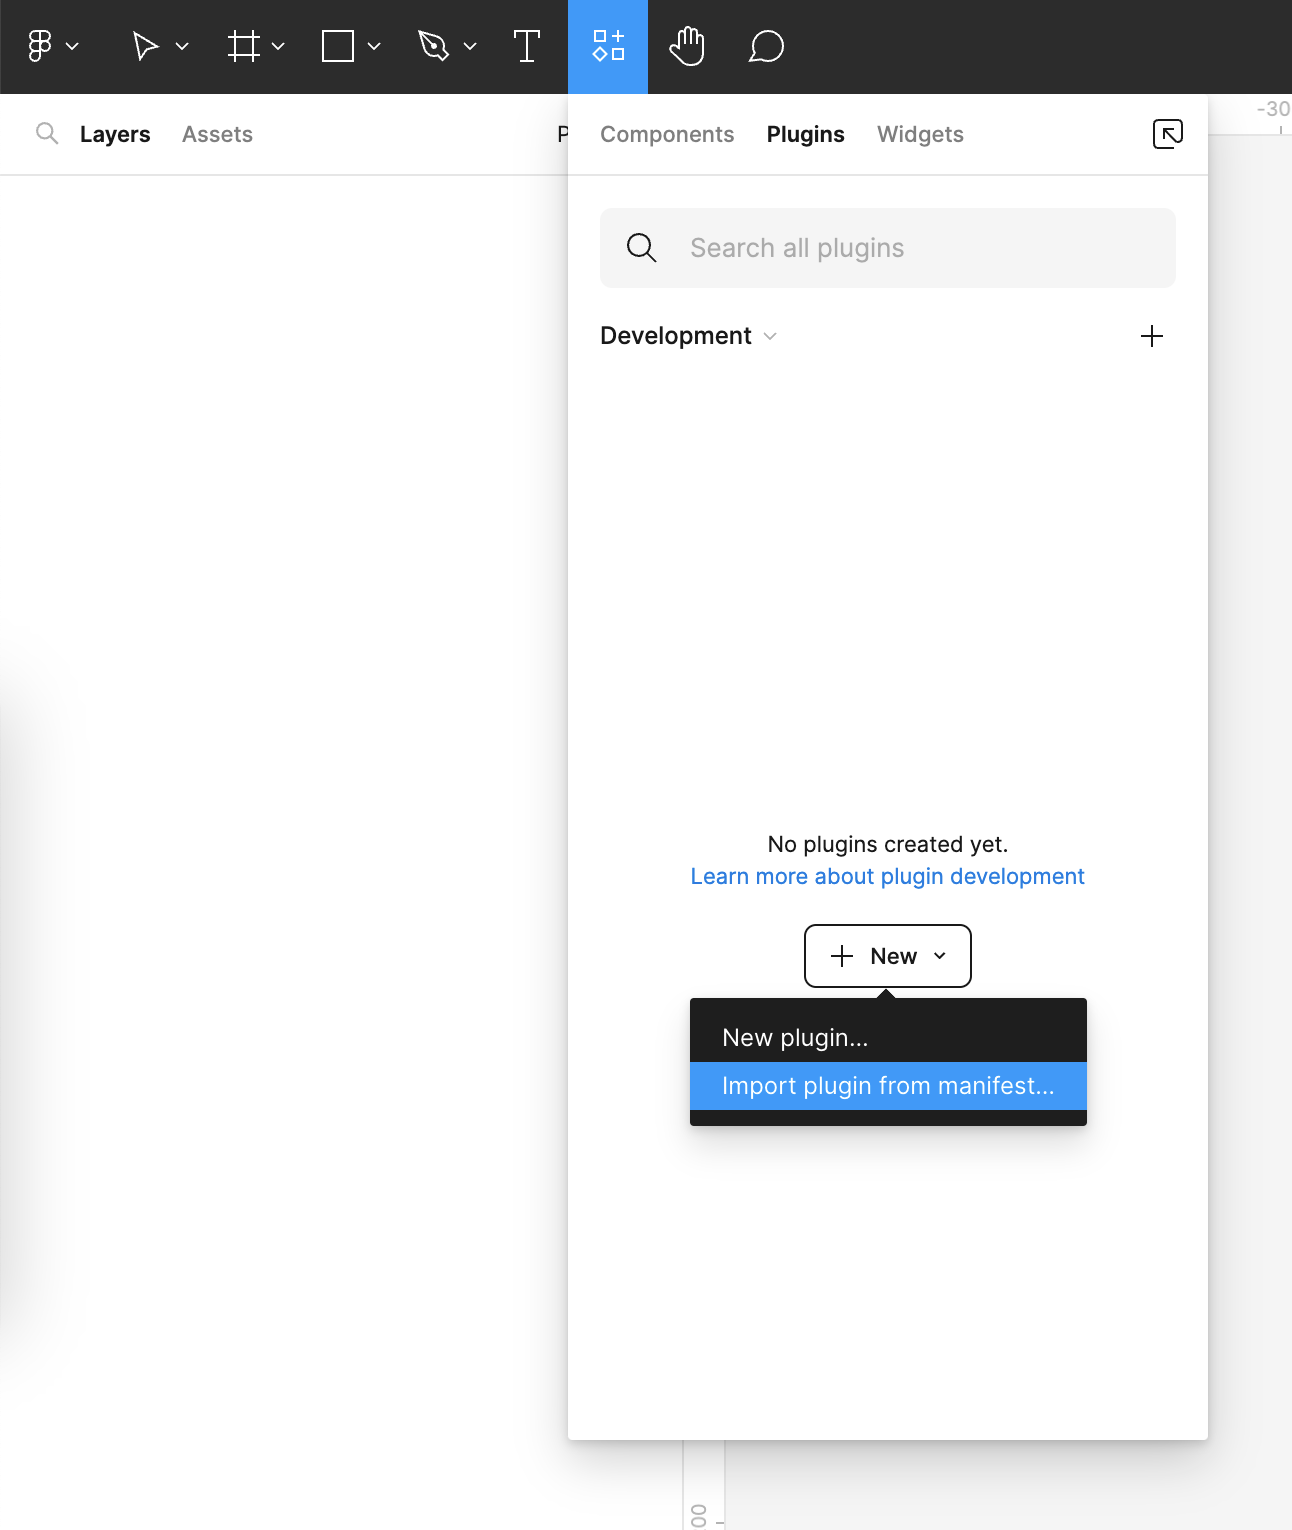 Layers Assets P
Components Plugins Widgets
-30
Search all plugins
Development
No plugins created yet.
Learn more about plugin development
New
New plugin...
Import plugin from manifest...
00